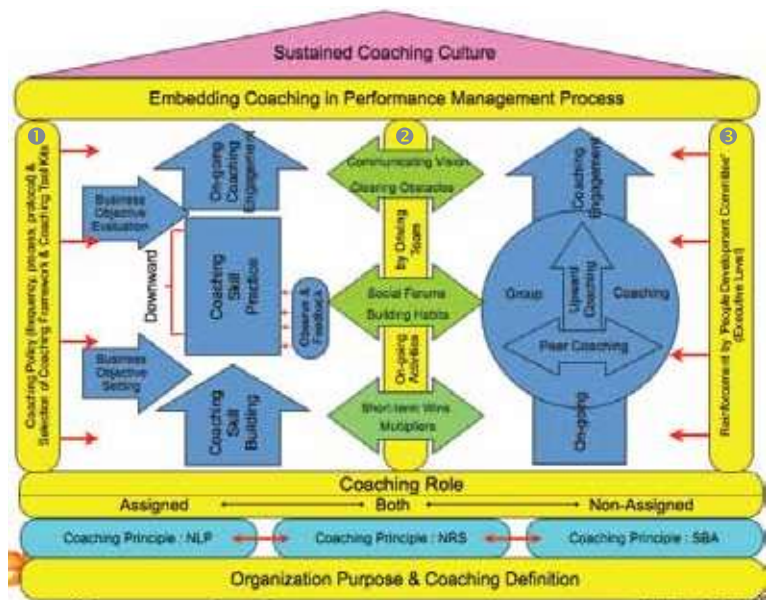 Sustained Coaching Culture
Embedding Coaching in Performance Management Process
①
Coaching Policy (frequency, process, protocol) &
Selection of Coaching Framework & Coaching Tool Kits
Business
Objective
Evaluation
Downward
Business
Objective
Setting
On-going
Coaching
Engagement
Coaching
Skill
Practice
Observe &
Feedback
Coaching
Skill
Building
②
Communicating Vision
Clearing Obstacles
by Driving
Team
Social Forums
Building Habits
On-going
Activities
Short-term Wins
Multipliers
Coaching
Engagement
Group
Upward
Coaching
Coaching
Peer Coaching
On-going
③
Reinforcement by 'People Development Committee"
(Executive Level)
Coaching Role
Assigned
Both
Non-Assigned
Coaching Principle : NLP
Coaching Principle : NRS
Coaching Principle : SBA
Organization Purpose & Coaching Definition